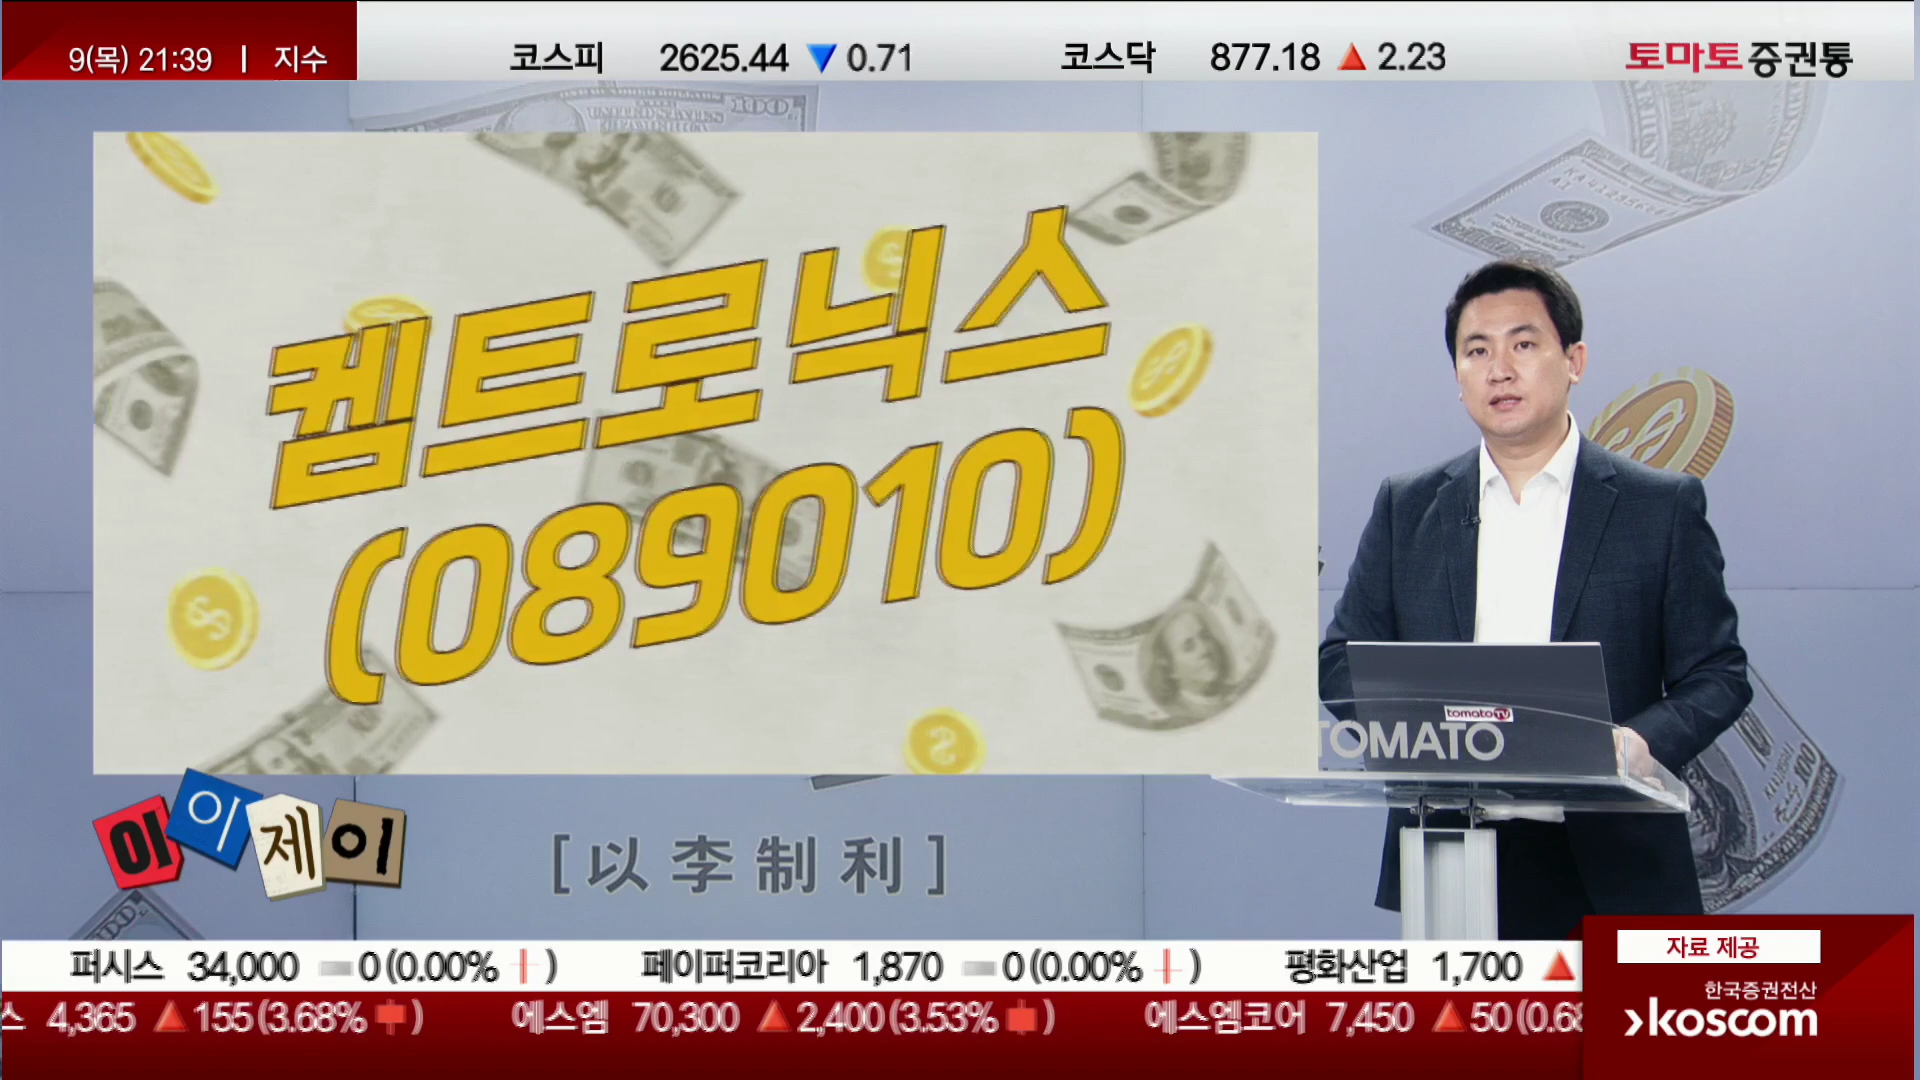 9(목) 21:39 | 지수 코스피 2625.44 ▼ 0.71 코스닥 877.18 ▲ 2.23 토마토증권통
켐트로닉스
(089010)
tomatoTV
TOMATO
이이제이 [以李制利]
퍼시스 34,000 0(0.00% ) 페이퍼코리아 1,870 0(0.00% ) 평화산업 1,700 ▲
스 4,365 ▲155(3.68% ) 에스엠 70,300 ▲2,400(3.53% ) 에스엠코어 7,450 ▲50(0.68
자료 제공
한국증권전산
koscom